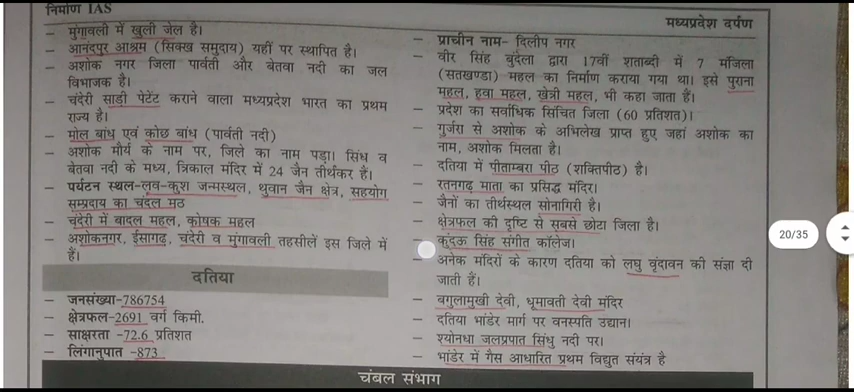 निर्माण IAS
मध्यप्रदेश दर्पण
– मुंगावली में खुली जेल है।
– आनंदपुर आश्रम (सिक्ख समुदाय) यहीं पर स्थापित है।
– अशोक नगर जिला पार्वती और बेतवा नदी का जल
विभाजक है।
– चंदेरी साड़ी पेटेंट कराने वाला मध्यप्रदेश भारत का प्रथम
राज्य है।
– मोल बांध एवं कोछ बांध (पार्वती नदी)
– अशोक मौर्य के नाम पर, जिले का नाम पड़ा। सिंध व
बेतवा नदी के मध्य, त्रिकाल मंदिर में 24 जैन तीर्थंकर हैं।
– पर्यटन स्थल-लव-कुश जन्मस्थल, थुवान जैन क्षेत्र, सहयोग
सम्प्रदाय का चंदेल मठ
– चंदेरी में बादल महल, कोषक महल
– अशोकनगर, ईसागढ़, चंदेरी व मुंगावली तहसीलें इस जिले में
हैं।
दतिया
– जनसंख्या-786754
– क्षेत्रफल-2691 वर्ग किमी.
– साक्षरता -72.6 प्रतिशत
– लिंगानुपात -873
– प्राचीन नाम- दिलीप नगर
– वीर सिंह बुंदेला द्वारा 17वीं शताब्दी में 7 मंजिला
(सतखण्डा) महल का निर्माण कराया गया था। इसे पुराना
महल, हवा महल, खेत्री महल, भी कहा जाता हैं।
– प्रदेश का सर्वाधिक सिंचित जिला (60 प्रतिशत)।
– गुर्जरा से अशोक के अभिलेख प्राप्त हुए जहां अशोक का
नाम, अशोक मिलता है।
– दतिया में पीताम्बरा पीठ (शक्तिपीठ) है।
– रतनगढ़ माता का प्रसिद्ध मंदिर।
– जैनों का तीर्थस्थल सोनागिरी है।
– क्षेत्रफल की दृष्टि से सबसे छोटा जिला है।
– कुंदऊ सिंह संगीत कॉलेज।
– अनेक मंदिरों के कारण दतिया को लघु वृंदावन की संज्ञा दी
जाती हैं।
– बगुलामुखी देवी, धूमावती देवी मंदिर
– दतिया भांडेर मार्ग पर वनस्पति उद्यान।
– श्योनधा जलप्रपात सिंधु नदी पर।
– भांडेर में गैस आधारित प्रथम विद्युत संयंत्र है
20/35
चंबल संभाग